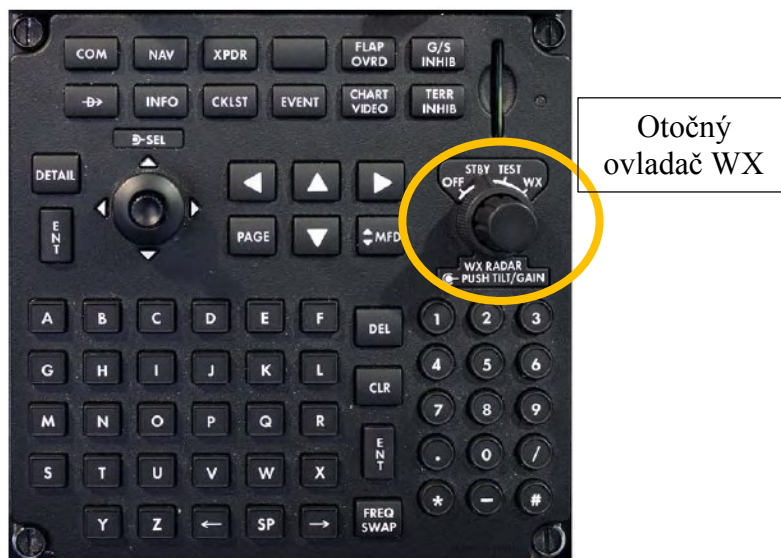 COM NAV XPDR FLAP OVRD G/S INHIB
INFO CKLST EVENT CHART VIDEO TERR INHIB
D-SEL
DETAIL
ENT
PAGE MFD
OFF STBY TEST WX
WX RADAR
PUSH TILT/GAIN
Otočný
ovladač WX
A B C D E F DEL 1 2 3
G H I J K L CLR 4 5 6
M N O P Q R 7 8 9
S T U V W X ENT . 0 /
Y Z ← SP → FREQ SWAP * - #